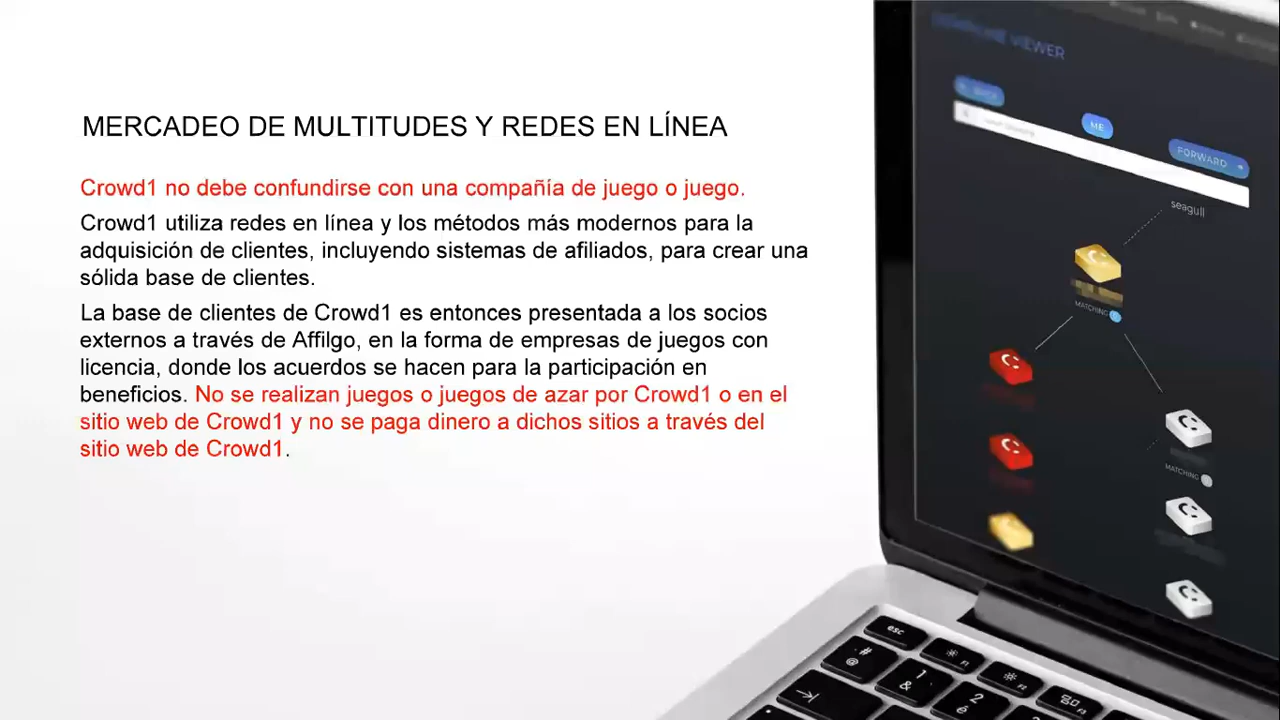 MERCADEO DE MULTITUDES Y REDES EN LÍNEA
Crowd1 no debe confundirse con una compañía de juego o juego.
Crowd1 utiliza redes en línea y los métodos más modernos para la
adquisición de clientes, incluyendo sistemas de afiliados, para crear una
sólida base de clientes.
La base de clientes de Crowd1 es entonces presentada a los socios
externos a través de Affilgo, en la forma de empresas de juegos con
licencia, donde los acuerdos se hacen para la participación en
beneficios. No se realizan juegos o juegos de azar por Crowd1 o en el
sitio web de Crowd1 y no se paga dinero a dichos sitios a través del
sitio web de Crowd1.
VIEWER
ME
FORWARD
seagull
MATCHING
MATCHING
esc
F1
F2
#
@
1
&
2
é